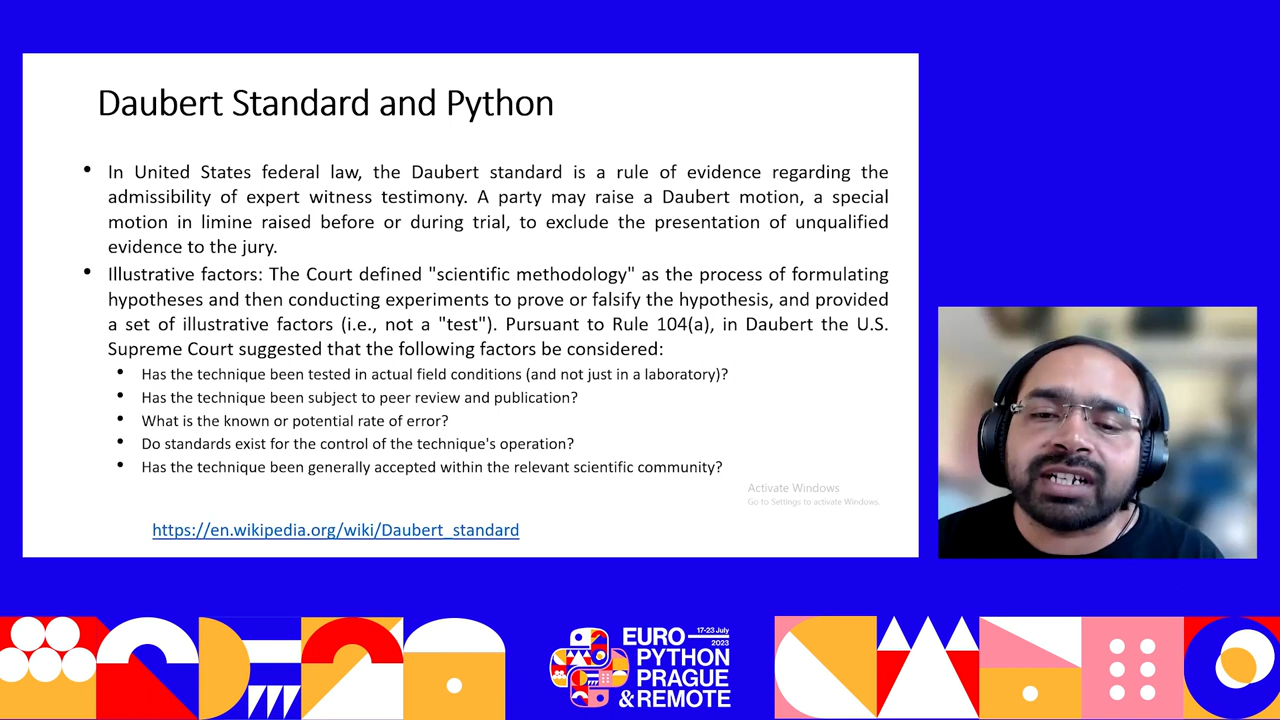 Daubert Standard and Python
• In United States federal law, the Daubert standard is a rule of evidence regarding the
admissibility of expert witness testimony. A party may raise a Daubert motion, a special
motion in limine raised before or during trial, to exclude the presentation of unqualified
evidence to the jury.
• Illustrative factors: The Court defined "scientific methodology" as the process of formulating
hypotheses and then conducting experiments to prove or falsify the hypothesis, and provided
a set of illustrative factors (i.e., not a "test"). Pursuant to Rule 104(a), in Daubert the U.S.
Supreme Court suggested that the following factors be considered:
• Has the technique been tested in actual field conditions (and not just in a laboratory)?
• Has the technique been subject to peer review and publication?
• What is the known or potential rate of error?
• Do standards exist for the control of the technique's operation?
• Has the technique been generally accepted within the relevant scientific community?
Activate Windows
Go to Settings to activate Windows.
https://en.wikipedia.org/wiki/Daubert_standard
EURO 17-23 July
2023
PYTHON
PRAGUE
& REMOTE